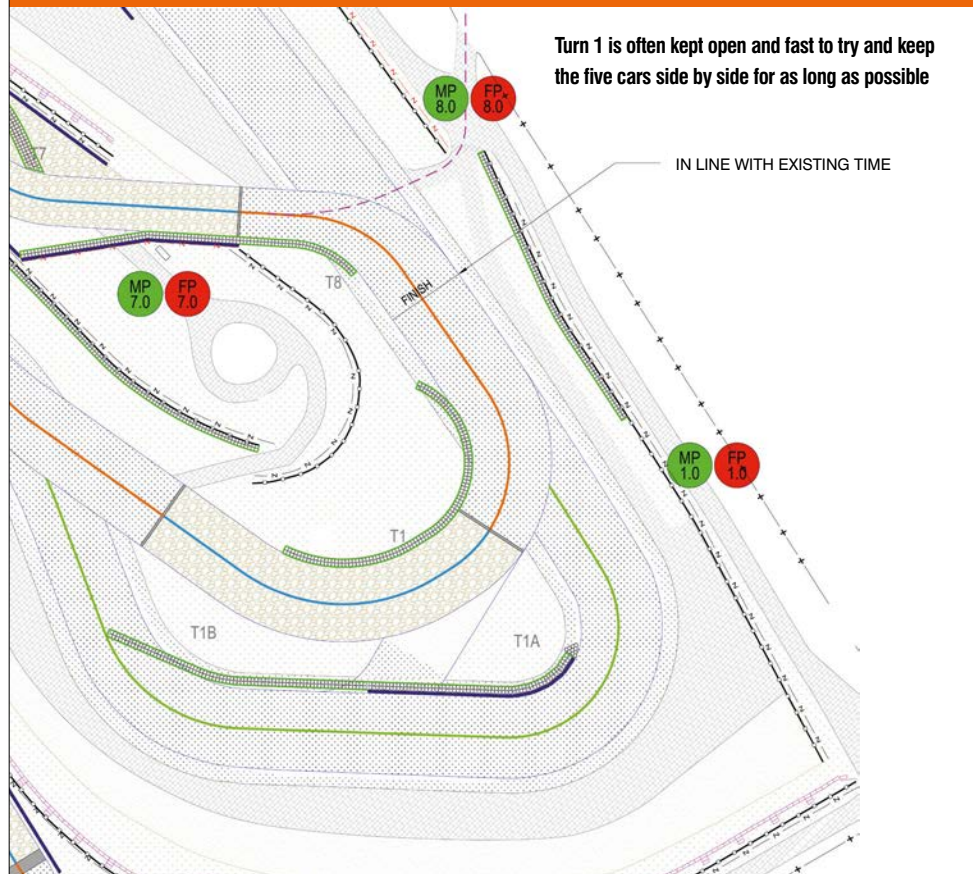 Turn 1 is often kept open and fast to try and keep
the five cars side by side for as long as possible
MP
8.0
FP
8.0
IN LINE WITH EXISTING TIME
T7
MP
7.0
FP
7.0
T8
FINISH
MP
1.0
FP
1.0
T1
T1B
T1A